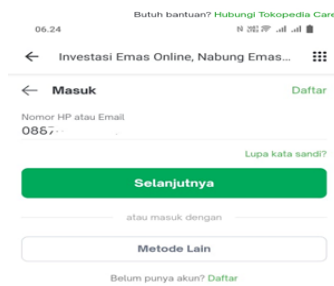 Butuh bantuan? Hubungi Tokopedia Care
06.24
Investasi Emas Online, Nabung Emas...
Masuk
Daftar
Nomor HP atau Email
Lupa kata sandi?
Selanjutnya
atau masuk dengan
Metode Lain
Belum punya akun? Daftar